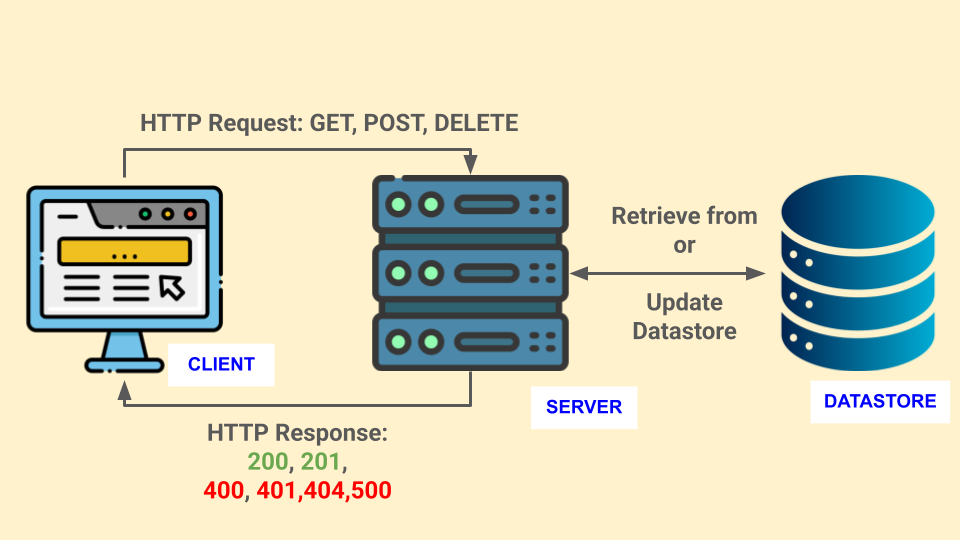 HTTP Request: GET, POST, DELETE
Retrieve from
or
Update
Datastore
CLIENT
SERVER
DATASTORE
HTTP Response:
200, 201,
400, 401,404,500